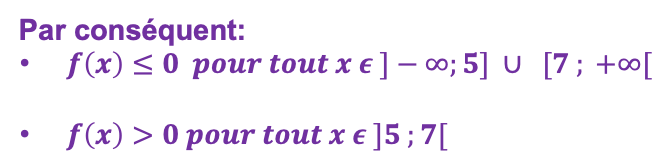 Par conséquent:
• f(x) ≤ 0 pour tout x ϵ ] − ∞; 5] ∪ [7 ; +∞[
• f(x) > 0 pour tout x ϵ ]5 ; 7[